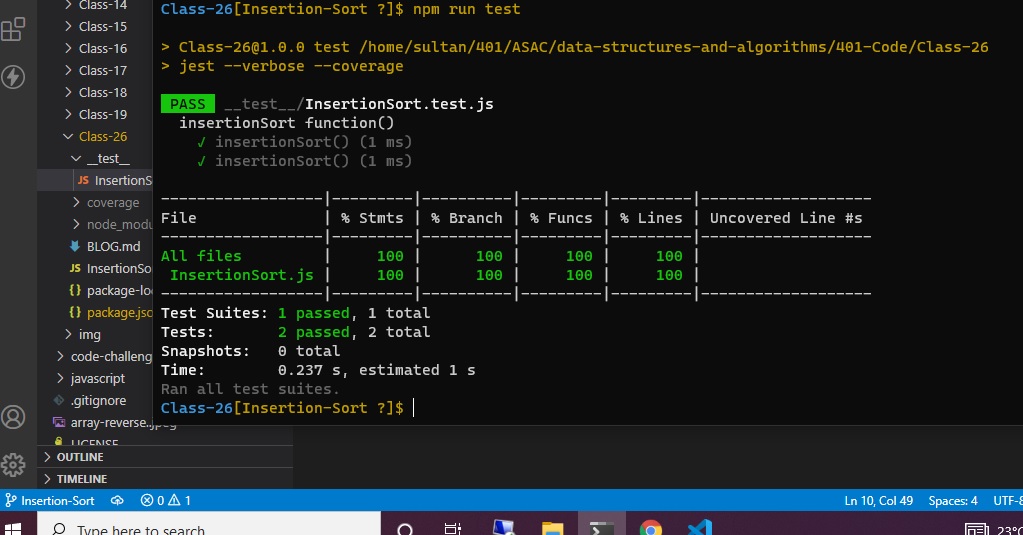 Class-14
Class-15
Class-16
Class-17
Class-18
Class-19
Class-26
__test__
JS InsertionS
coverage
node_modu
BLOG.md
JS InsertionSo
{} package-lo
{} package.jsc
img
code-challeng
javascript
.gitignore
array-reverse..jpeg
LICENSE
OUTLINE
TIMELINE
Class-26[Insertion-Sort ?]$ npm run test
> Class-26@1.0.0 test /home/sultan/401/ASAC/data-structures-and-algorithms/401-Code/Class-26
> jest --verbose --coverage
PASS __test__/InsertionSort.test.js
insertionSort function()
✓ insertionSort() (1 ms)
✓ insertionSort() (1 ms)
------------------|---------|----------|---------|---------|-------------------
File | % Stmts | % Branch | % Funcs | % Lines | Uncovered Line #s
------------------|---------|----------|---------|---------|-------------------
All files | 100 | 100 | 100 | 100 |
InsertionSort.js | 100 | 100 | 100 | 100 |
------------------|---------|----------|---------|---------|-------------------
Test Suites: 1 passed, 1 total
Tests: 2 passed, 2 total
Snapshots: 0 total
Time: 0.237 s, estimated 1 s
Ran all test suites.
Class-26[Insertion-Sort ?]$
Insertion-Sort 0 1 Ln 10, Col 49 Spaces: 4 UTF-8
Type here to search 23°C